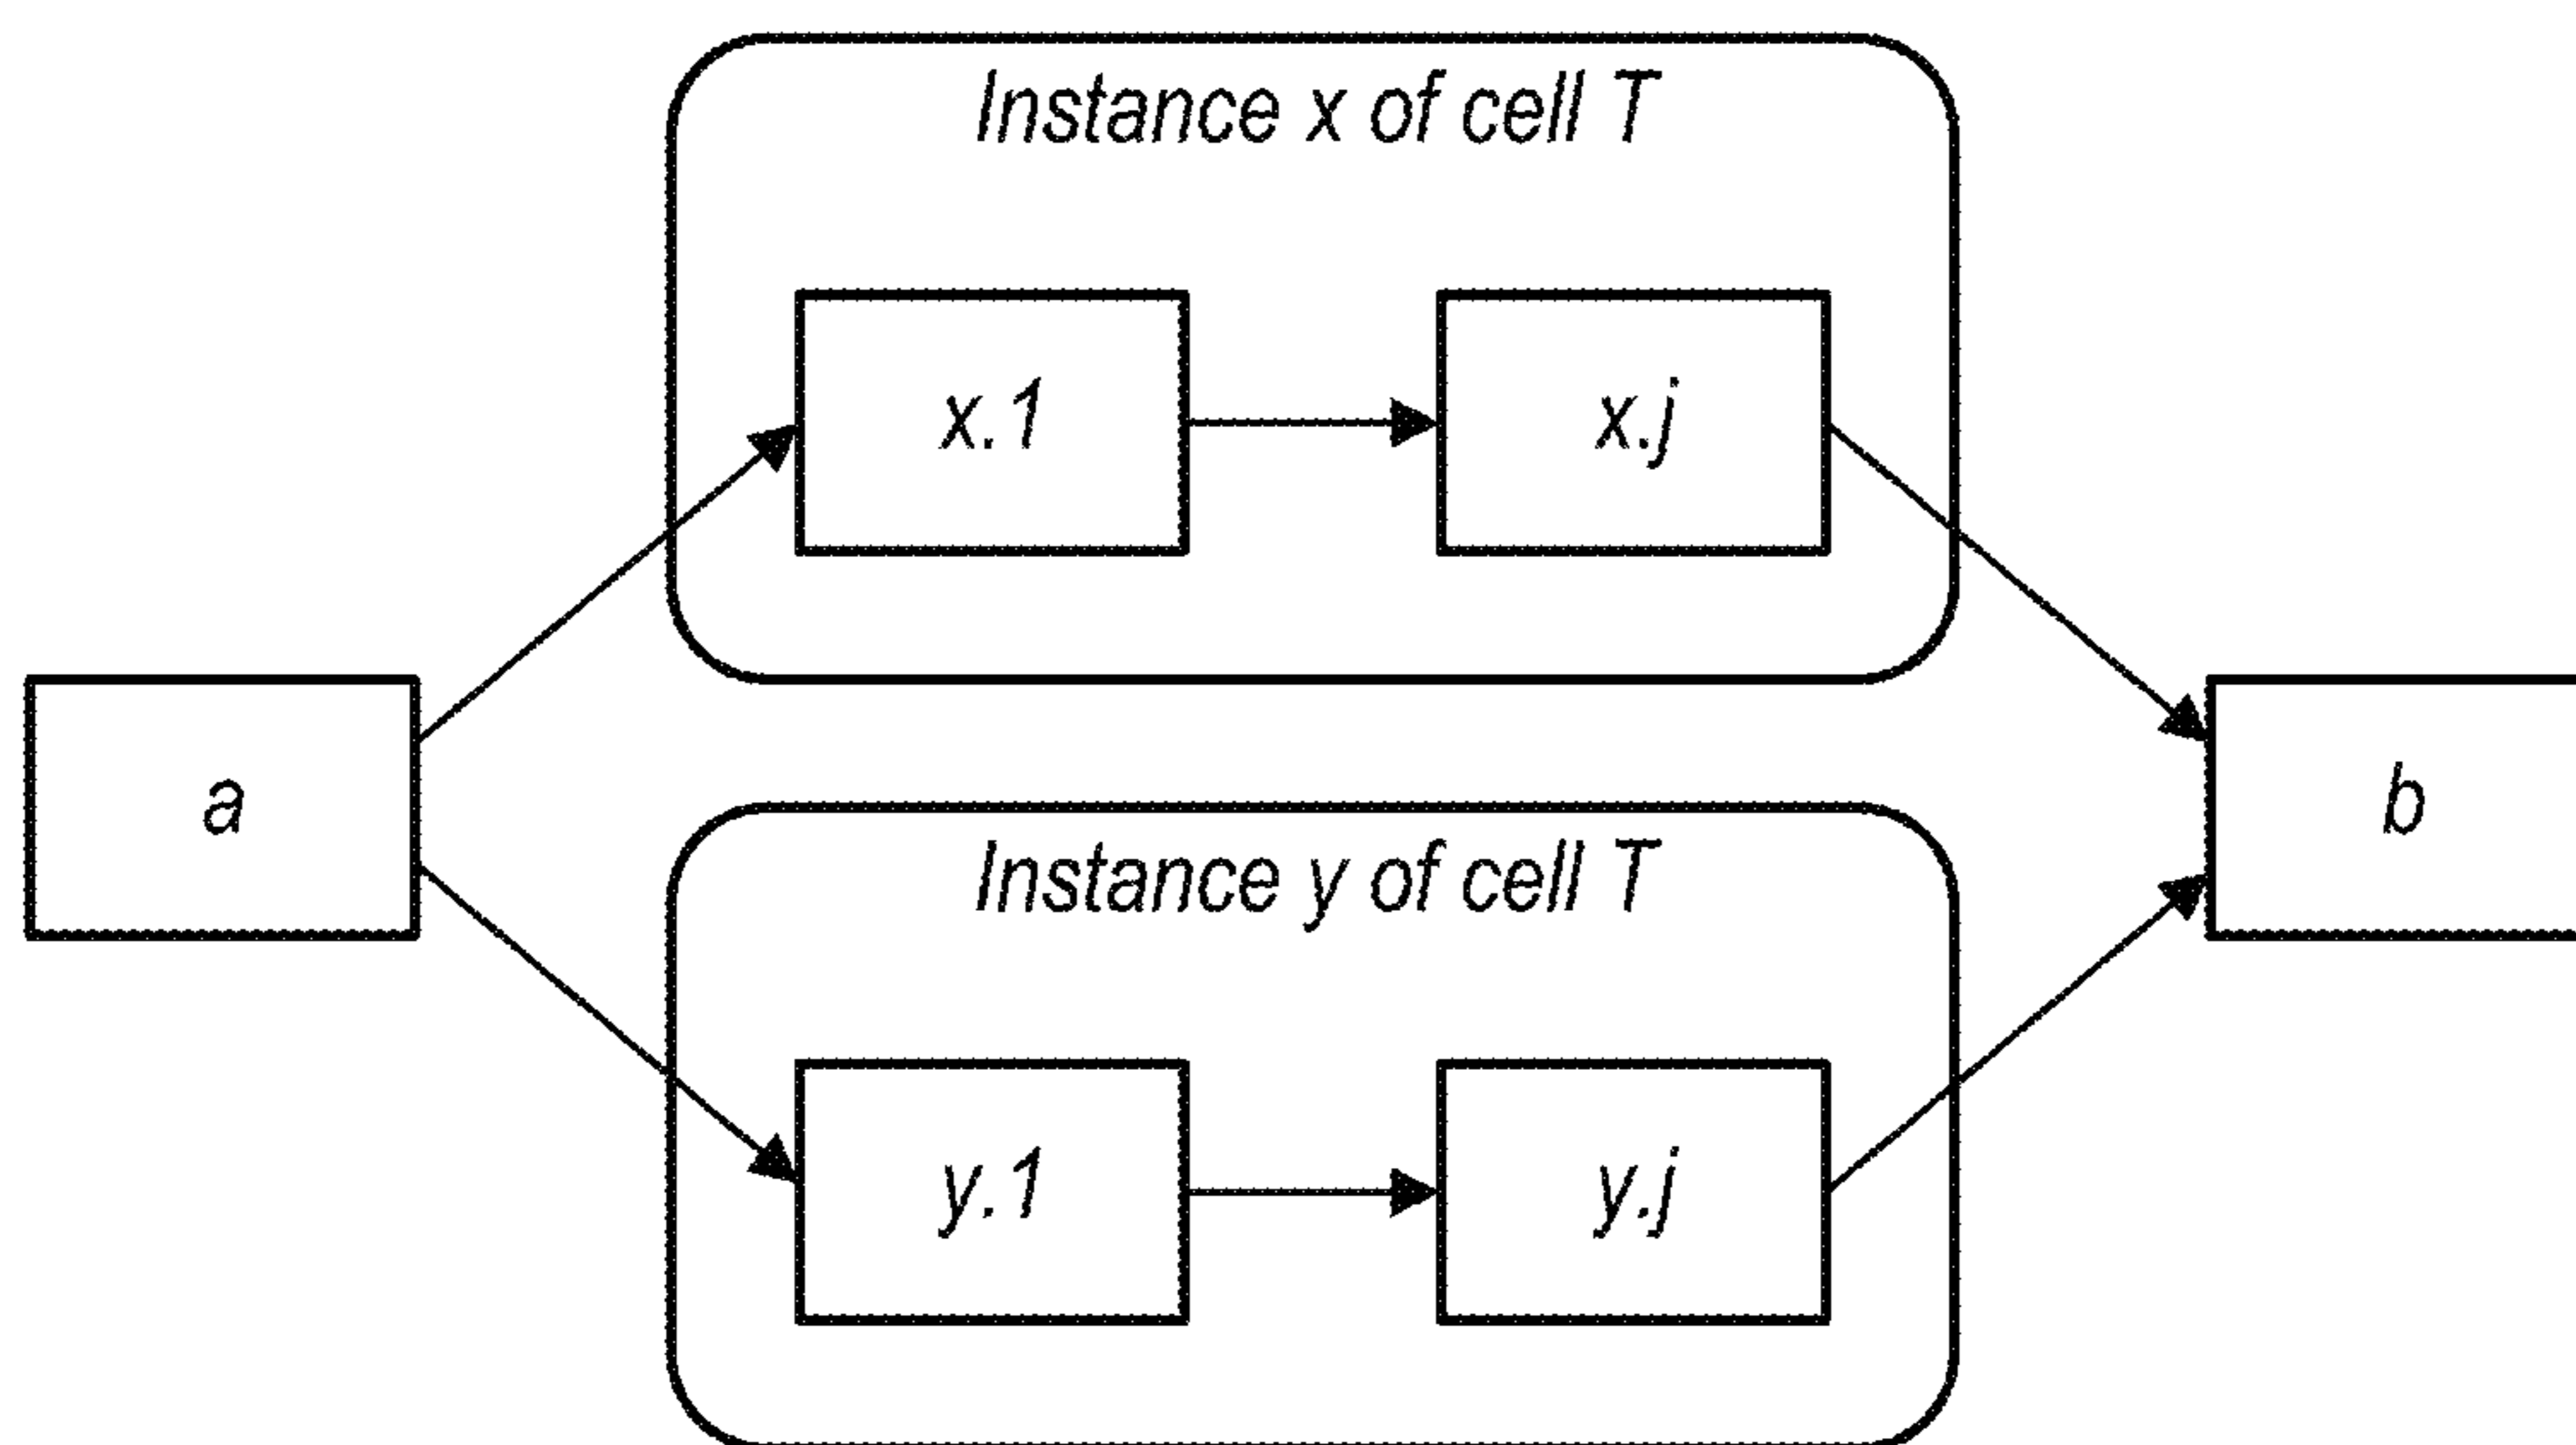 Instance x of cell T
x.1
x.j
a
b
Instance y of cell T
y.1
y.j